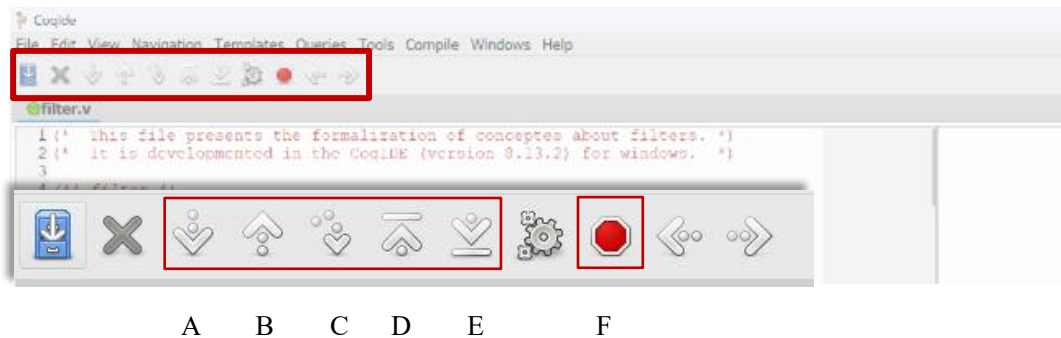 Coqide
File Edit View Navigation Templates Queries Tools Compile Windows Help
filter.v
1 (* This file presents the formalization of conceptes about filters. *)
2 (* It is developmented in the CoqIDE (version 8.13.2) for windows. *)
3
A B C D E F